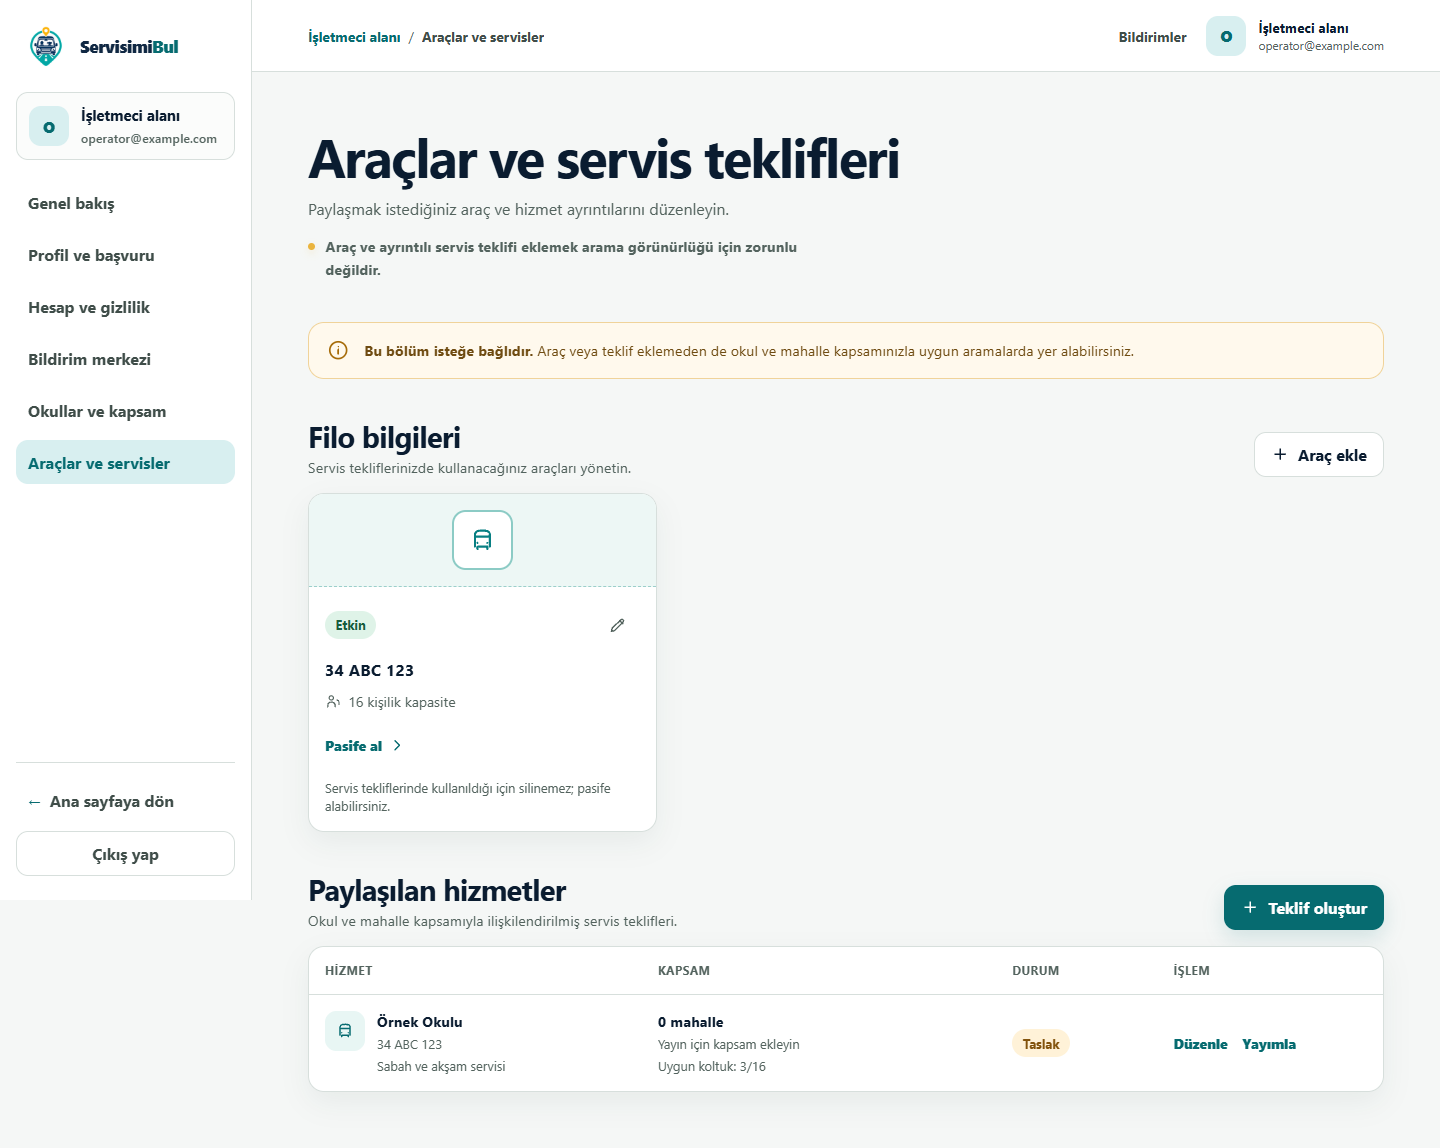 ServisimiBul
İşletmeci alanı / Araçlar ve servisler
Bildirimler
O
İşletmeci alanı
operator@example.com
O
İşletmeci alanı
operator@example.com
Genel bakış
Profil ve başvuru
Hesap ve gizlilik
Bildirim merkezi
Okullar ve kapsam
Araçlar ve servisler
← Ana sayfaya dön
Çıkış yap
Araçlar ve servis teklifleri
Paylaşmak istediğiniz araç ve hizmet ayrıntılarını düzenleyin.
Araç ve ayrıntılı servis teklifi eklemek arama görünürlüğü için zorunlu
değildir.
Bu bölüm isteğe bağlıdır. Araç veya teklif eklemeden de okul ve mahalle kapsamınızla uygun aramalarda yer alabilirsiniz.
Filo bilgileri
Servis tekliflerinizde kullanacağınız araçları yönetin.
+ Araç ekle
Etkin
34 ABC 123
16 kişilik kapasite
Pasife al
Servis tekliflerinde kullanıldığı için silinemez; pasife
alabilirsiniz.
Paylaşılan hizmetler
Okul ve mahalle kapsamıyla ilişkilendirilmiş servis teklifleri.
+ Teklif oluştur
HİZMET KAPSAM DURUM İŞLEM
Örnek Okulu
34 ABC 123
Sabah ve akşam servisi
0 mahalle
Yayın için kapsam ekleyin
Uygun koltuk: 3/16
Taslak
Düzenle Yayımla